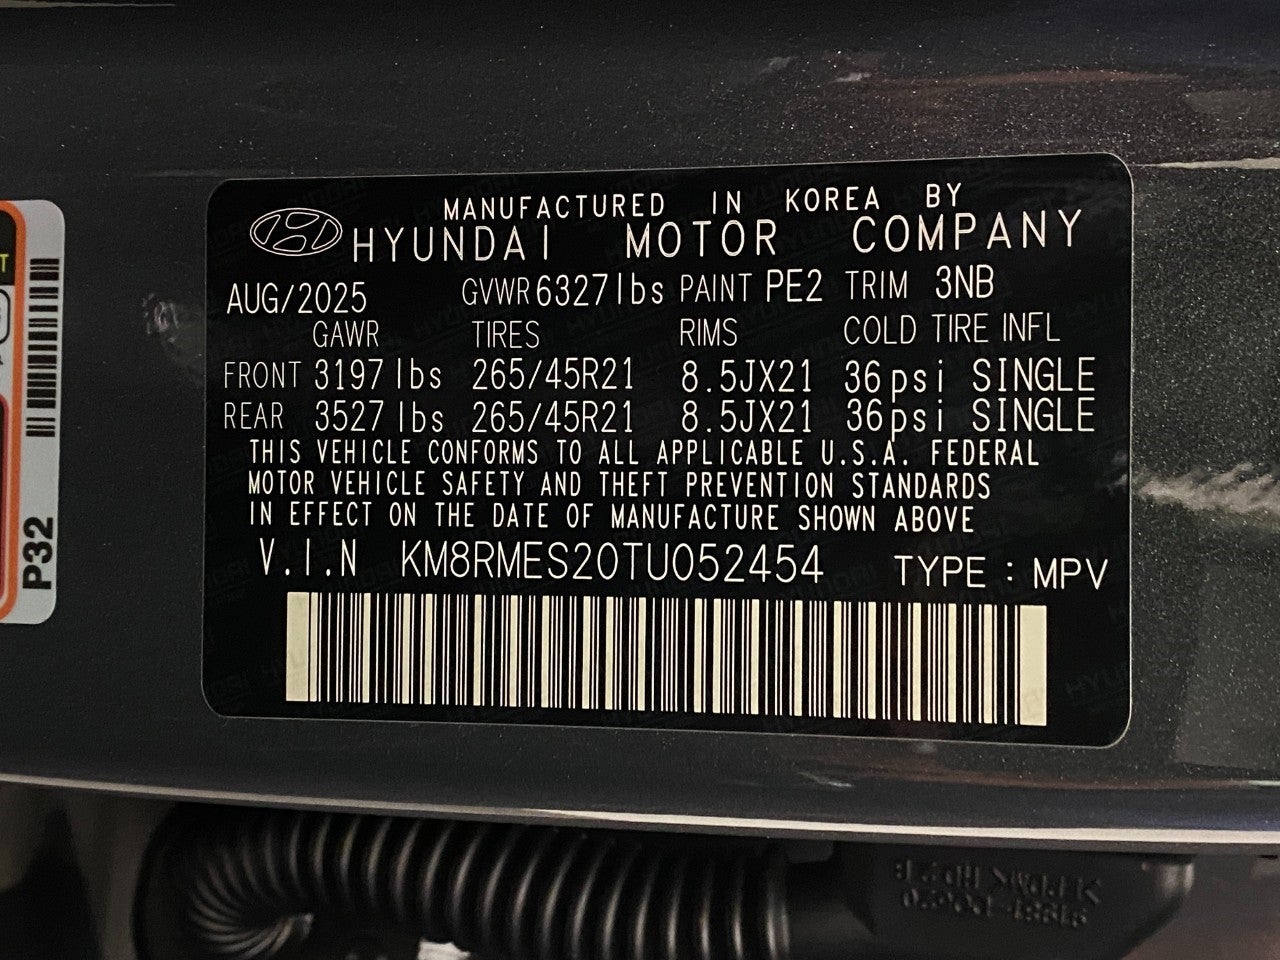 MANUFACTURED IN KOREA BY
HYUNDAI MOTOR COMPANY
AUG/2025 GVWR 6327lbs PAINT PE2 TRIM 3NB
GAWR TIRES RIMS COLD TIRE INFL
FRONT 3197lbs 265/45R21 8.5JX21 36psi SINGLE
REAR 3527lbs 265/45R21 8.5JX21 36psi SINGLE
THIS VEHICLE CONFORMS TO ALL APPLICABLE U.S.A. FEDERAL
MOTOR VEHICLE SAFETY AND THEFT PREVENTION STANDARDS
IN EFFECT ON THE DATE OF MANUFACTURE SHOWN ABOVE
V.I.N KM8RMES20TU052454 TYPE : MPV
P32